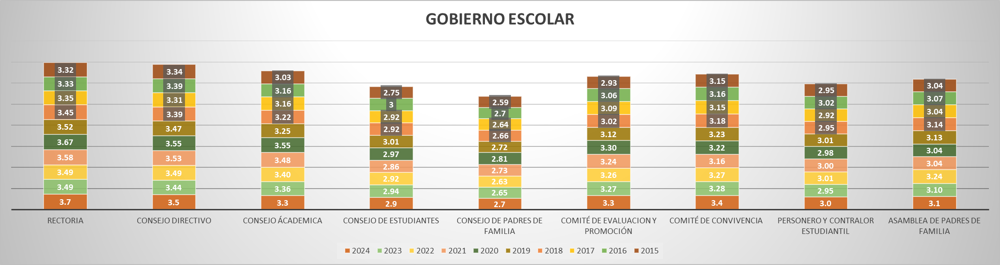 GOBIERNO ESCOLAR
3.32 3.34 3.03 2.75 2.59 2.93 3.15 2.95 3.04
3.33 3.39 3.16 3 2.7 3.06 3.16 3.02 3.07
3.35 3.31 3.16 2.92 2.64 3.09 3.15 2.92 3.04
3.45 3.39 3.22 2.92 2.66 3.02 3.18 2.95 3.14
3.52 3.47 3.25 3.01 2.72 3.12 3.23 3.01 3.13
3.67 3.55 3.55 2.97 2.81 3.30 3.22 2.98 3.04
3.58 3.53 3.48 2.86 2.73 3.24 3.16 3.00 3.04
3.49 3.49 3.40 2.92 2.63 3.26 3.27 3.01 3.24
3.49 3.44 3.36 2.94 2.65 3.27 3.28 2.95 3.10
3.7 3.5 3.3 2.9 2.7 3.3 3.4 3.0 3.1
RECTORIA
CONSEJO DIRECTIVO
CONSEJO ÁCADEMICA
CONSEJO DE ESTUDIANTES
CONSEJO DE PADRES DE
FAMILIA
COMITÉ DE EVALUACION Y
PROMOCIÓN
COMITÉ DE CONVIVENCIA
PERSONERO Y CONTRALOR
ESTUDIANTIL
ASAMBLEA DE PADRES DE
FAMILIA
2024 2023 2022 2021 2020 2019 2018 2017 2016 2015